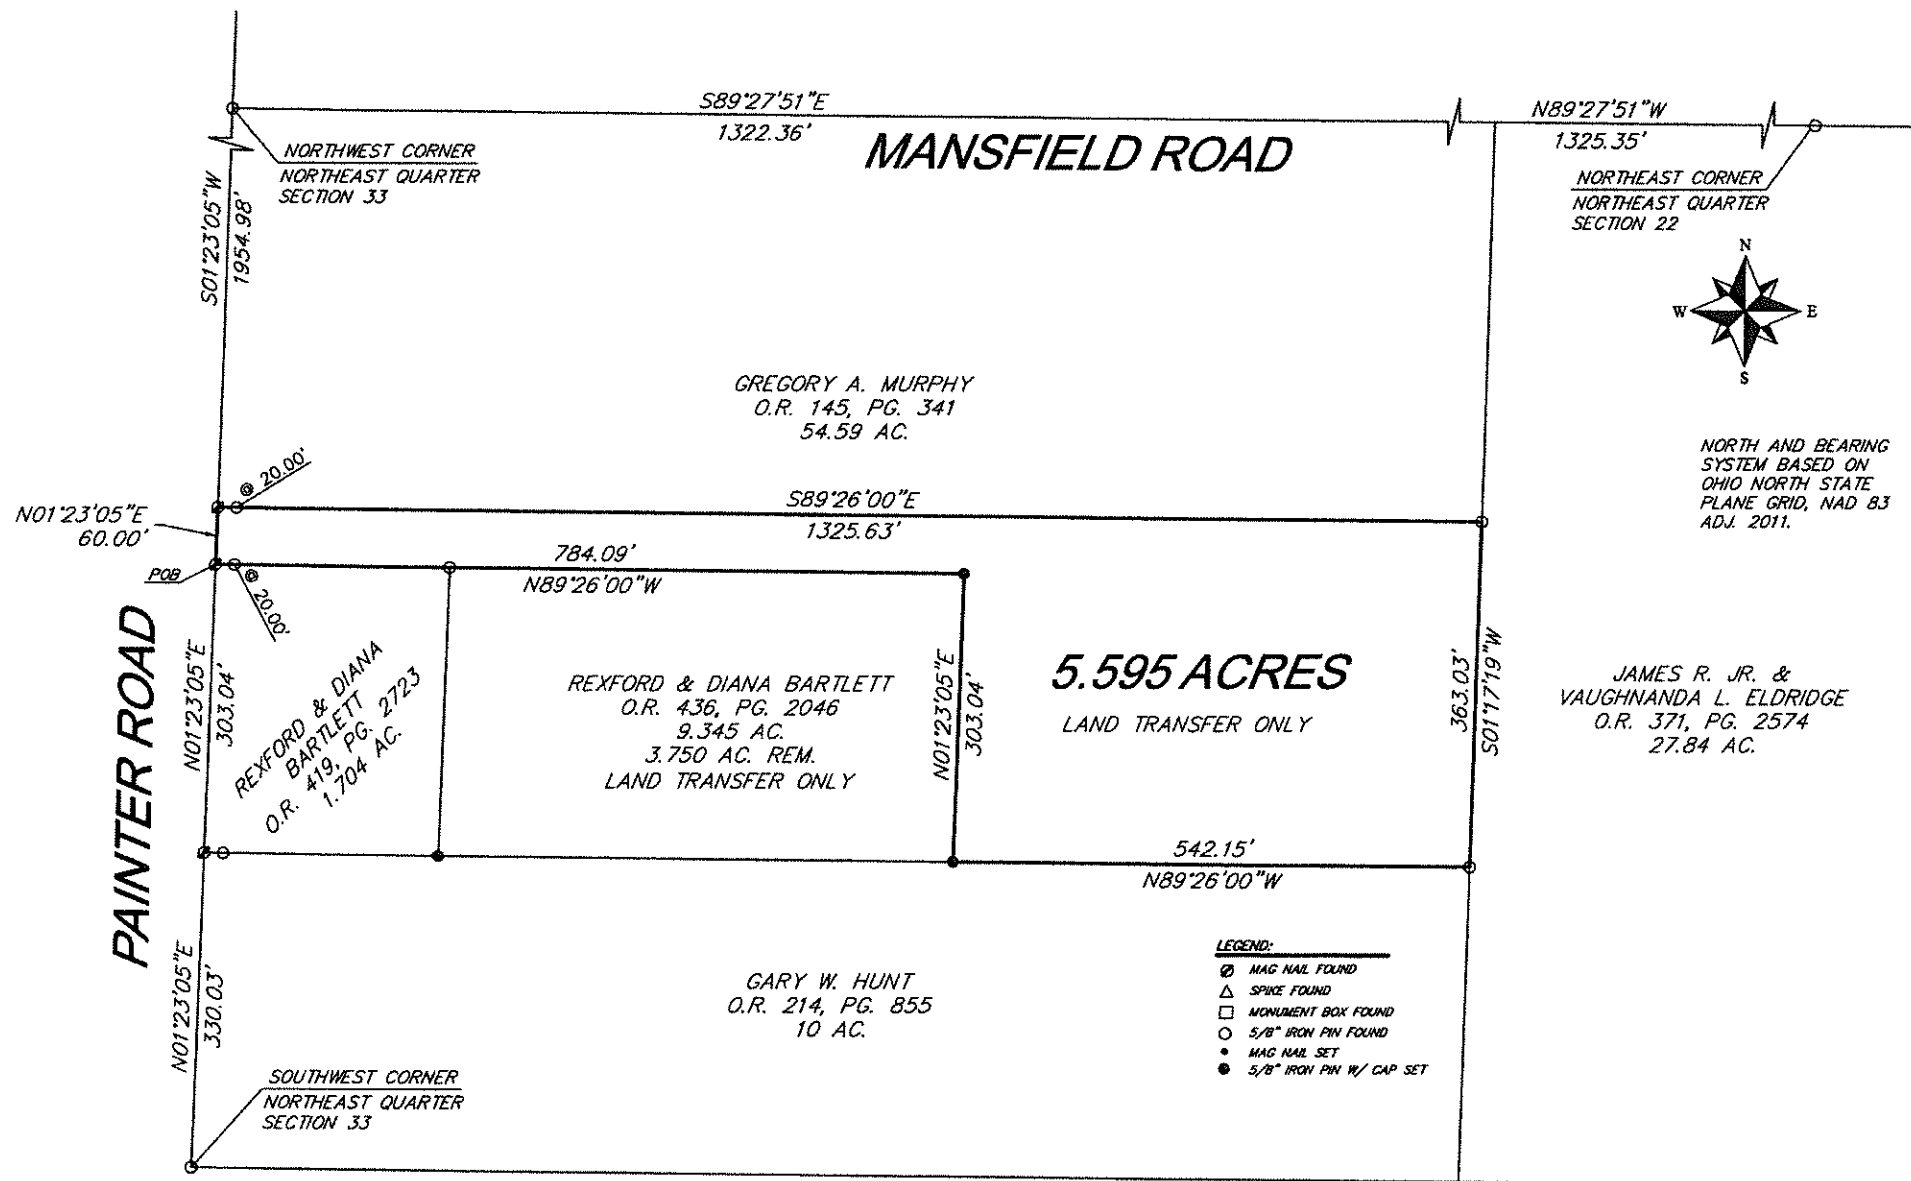 S89°27'51"E
1322.36'
MANSFIELD ROAD
N89°27'51"W
1325.35'
NORTHWEST CORNER
NORTHEAST QUARTER
SECTION 33
NORTHEAST CORNER
NORTHEAST QUARTER
SECTION 22
S01°23'05"W
1954.98'
N
W
E
S
GREGORY A. MURPHY
O.R. 145, PG. 341
54.59 AC.
NORTH AND BEARING
SYSTEM BASED ON
OHIO NORTH STATE
PLANE GRID, NAD 83
ADJ. 2011.
@ 20.00'
S89°26'00"E
1325.63'
N01°23'05"E
60.00'
784.09'
N89°26'00"W
POB
@ 20.00'
PAINTER ROAD
N01°23'05"E
303.04'
REXFORD & DIANA
BARTLETT
O.R. 419, PG. 2723
1.704 AC.
REXFORD & DIANA BARTLETT
O.R. 436, PG. 2046
9.345 AC.
3.750 AC. REM.
LAND TRANSFER ONLY
N01°23'05"E
303.04'
5.595 ACRES
LAND TRANSFER ONLY
363.03'
S01°17'19"W
JAMES R. JR. &
VAUGHNANDA L. ELDRIDGE
O.R. 371, PG. 2574
27.84 AC.
542.15'
N89°26'00"W
N01°23'05"E
330.03'
GARY W. HUNT
O.R. 214, PG. 855
10 AC.
LEGEND:
MAG NAIL FOUND
SPIKE FOUND
MONUMENT BOX FOUND
5/8" IRON PIN FOUND
MAG NAIL SET
5/8" IRON PIN W/ CAP SET
SOUTHWEST CORNER
NORTHEAST QUARTER
SECTION 33